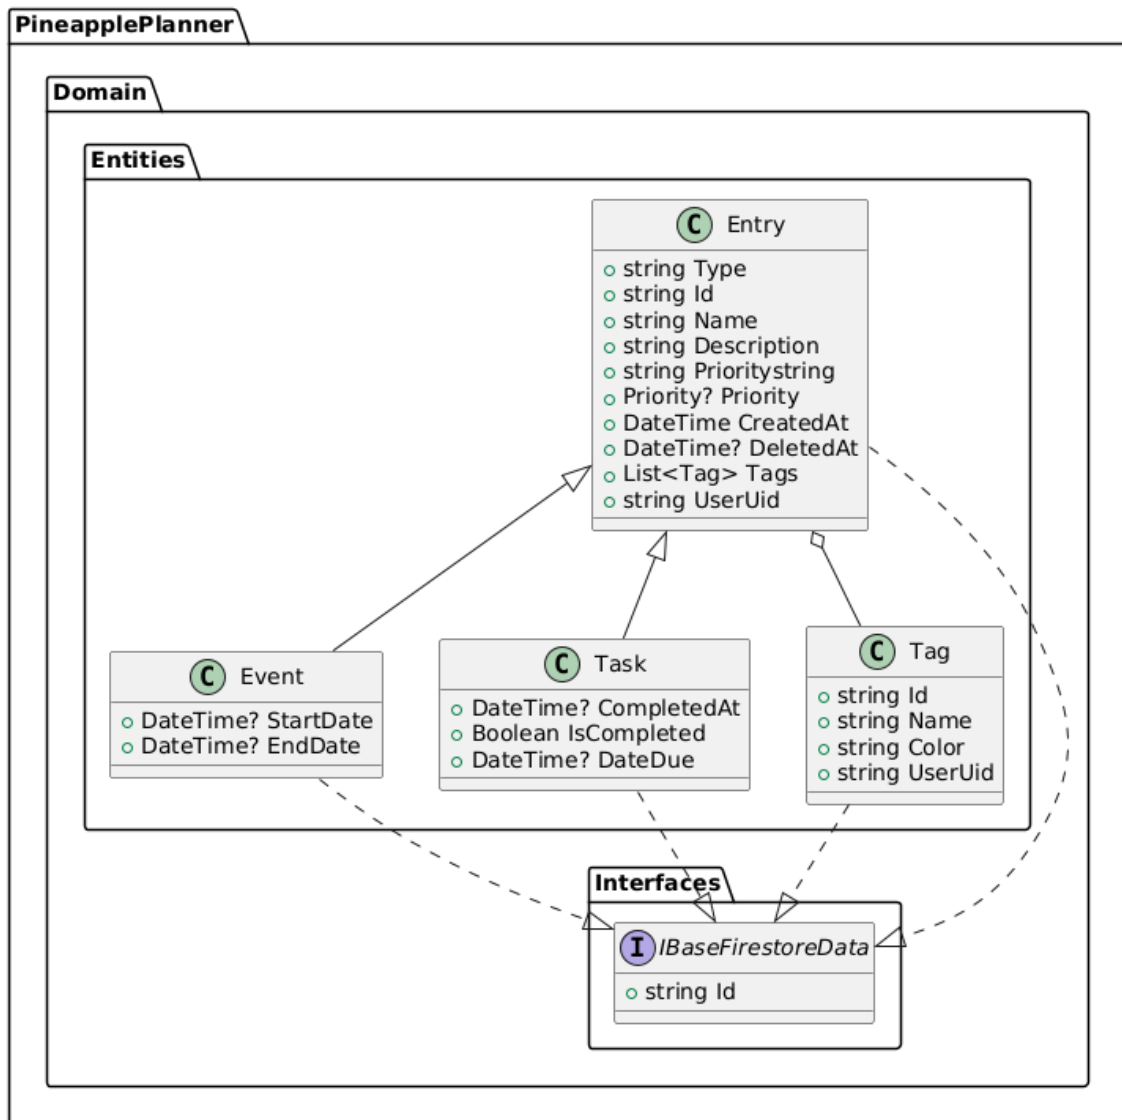 PineapplePlanner
Domain
Entities
C Entry
string Type
string Id
string Name
string Description
string Prioritystring
Priority? Priority
DateTime CreatedAt
DateTime? DeletedAt
List<Tag> Tags
string UserUid
C Event
DateTime? StartDate
DateTime? EndDate
C Task
DateTime? CompletedAt
Boolean IsCompleted
DateTime? DateDue
C Tag
string Id
string Name
string Color
string UserUid
Interfaces
I IBaseFirestoreData
string Id